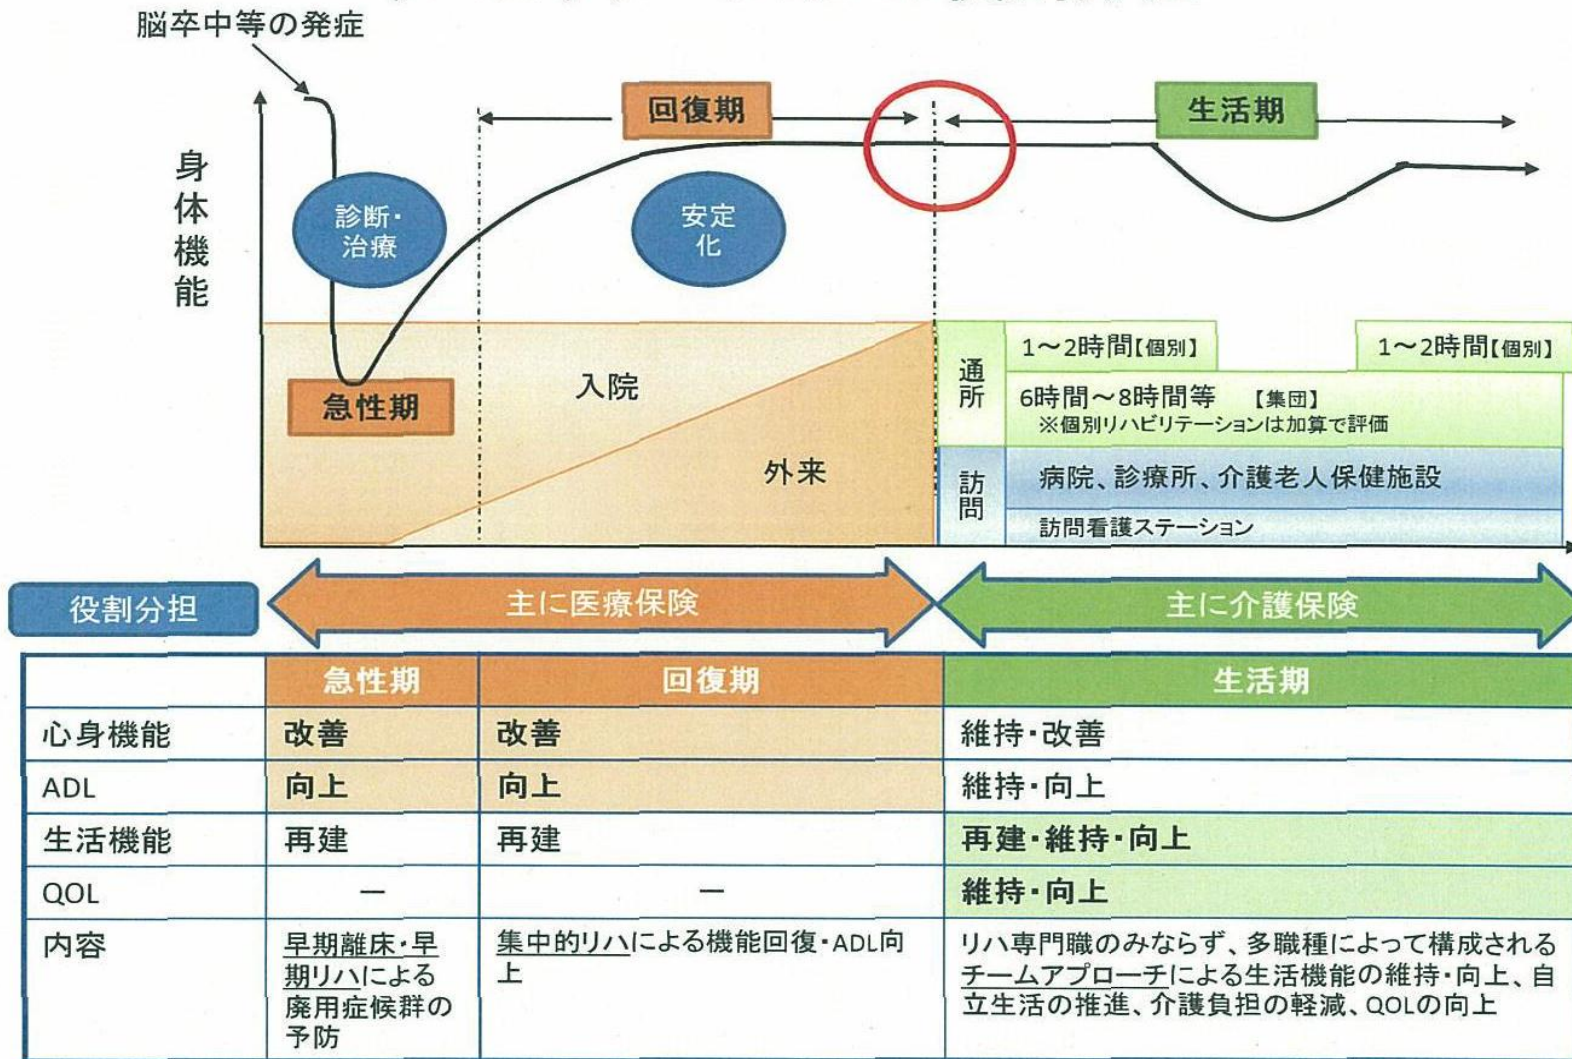 脳卒中等の発症
回復期
生活期
身体機能
診断・
治療
安定
化
急性期
入院
外来
通所
1～2時間【個別】
1～2時間【個別】
6時間～8時間等 【集団】
※個別リハビリテーションは加算で評価
訪問
病院、診療所、介護老人保健施設
訪問看護ステーション
役割分担
主に医療保険
主に介護保険
急性期 回復期 生活期
心身機能 改善 改善 維持・改善
ADL 向上 向上 維持・向上
生活機能 再建 再建 再建・維持・向上
QOL ー ー 維持・向上
内容
早期離床・早
期リハによる
廃用症候群の
予防
集中的リハによる機能回復・ADL向
上
リハ専門職のみならず、多職種によって構成される
チームアプローチによる生活機能の維持・向上、自
立生活の推進、介護負担の軽減、QOLの向上